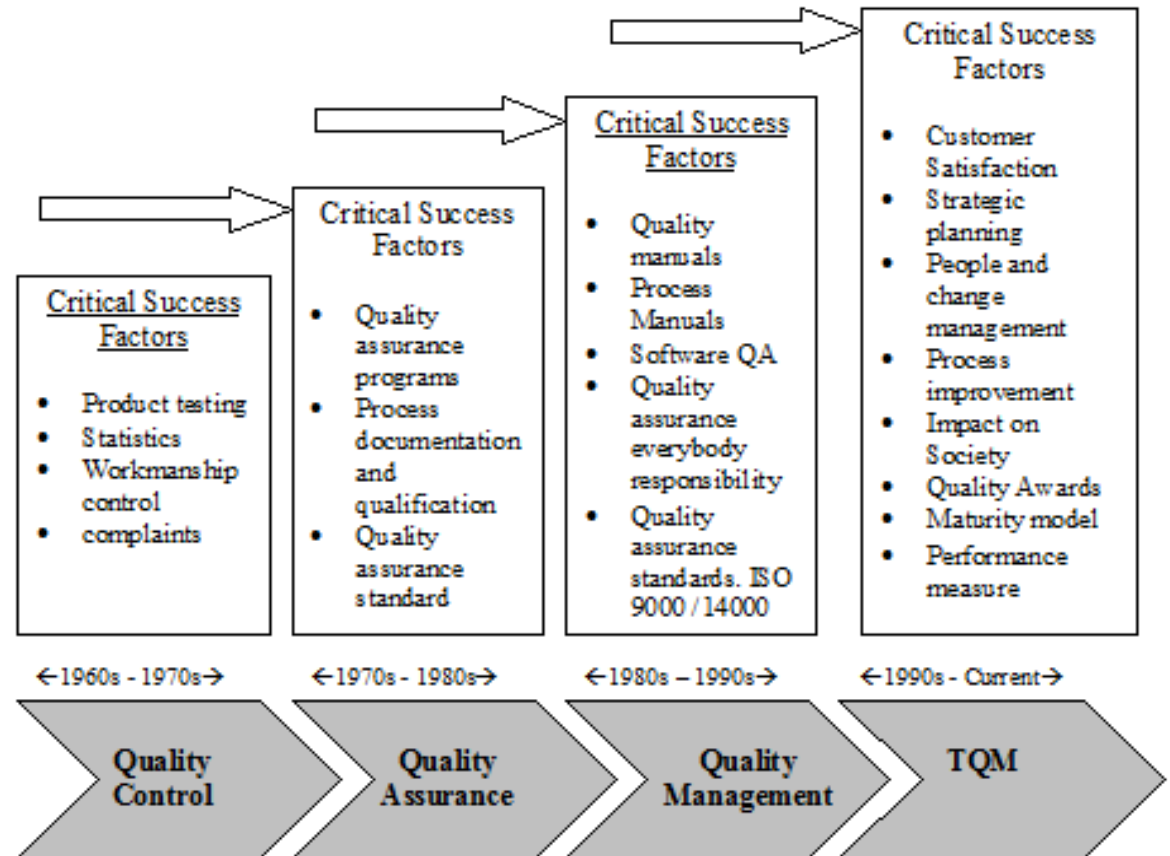 Critical Success
Factors
• Product testing
• Statistics
• Workmanship
control
• complaints
Critical Success
Factors
• Quality
assurance
programs
• Process
documentation
and
qualification
• Quality
assurance
standard
Critical Success
Factors
• Quality
manuals
• Process
Manuals
• Software QA
• Quality
assurance
everybody
responsibility
• Quality
assurance
standards. ISO
9000 / 14000
Critical Success
Factors
• Customer
Satisfaction
• Strategic
planning
• People and
change
management
• Process
improvement
• Impact on
Society
• Quality Awards
• Maturity model
• Performance
measure
←1960s - 1970s→
←1970s - 1980s→
←1980s – 1990s→
←1990s - Current→
Quality
Control
Quality
Assurance
Quality
Management
TQM